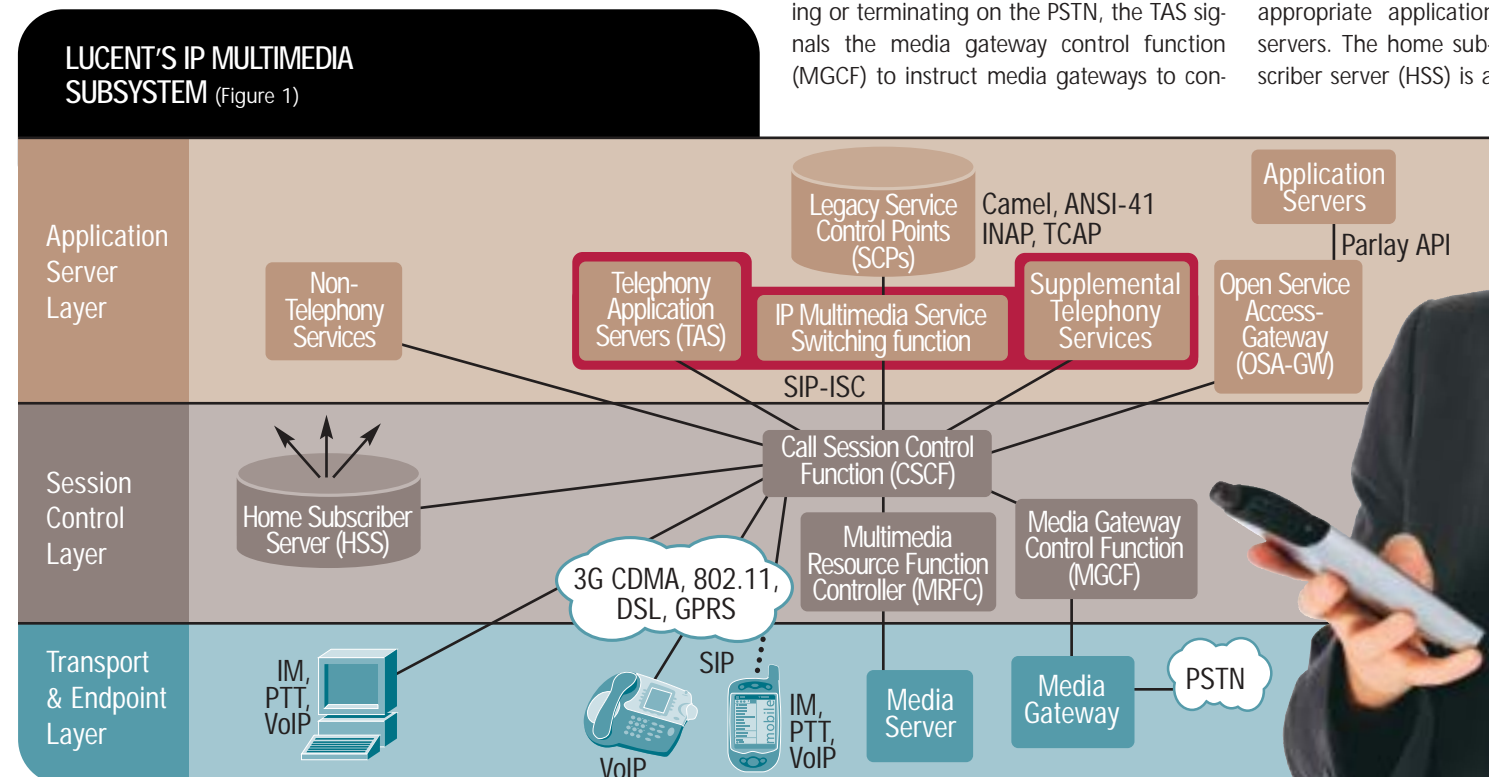 ing or terminating on the PSTN, the TAS sig-
nals the media gateway control function
(MGCF) to instruct media gateways to con-
appropriate application
servers. The home sub-
scriber server (HSS) is a
LUCENT'S IP MULTIMEDIA
SUBSYSTEM (Figure 1)
Application
Server
Layer
Non-
Telephony
Services
Telephony
Application
Servers (TAS)
Legacy Service
Control Points
(SCPs)
Camel, ANSI-41
INAP, TCAP
IP Multimedia Service
Switching function
Supplemental
Telephony
Services
Application
Servers
Parlay API
Open Service
Access-
Gateway
(OSA-GW)
SIP-ISC
Session
Control
Layer
Home Subscriber
Server (HSS)
Call Session Control
Function (CSCF)
3G CDMA, 802.11,
DSL, GPRS
Multimedia
Resource Function
Controller (MRFC)
Media Gateway
Control Function
(MGCF)
Transport
& Endpoint
Layer
IM,
PTT,
VoIP
VoIP
SIP
mobile
IM,
PTT,
VoIP
Media
Server
Media
Gateway
PSTN